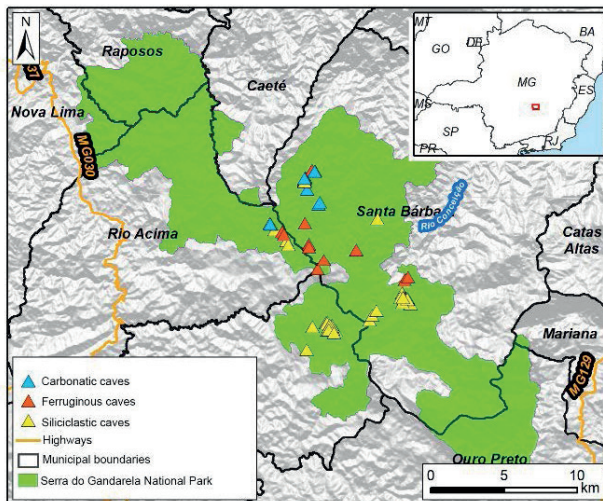 N
Raposos
Caeté
Nova Lima
MG030
Rio Acima
Santa Bárba
Rio Conceição
Catas
Altas
Mariana
MG129
Ouro Preto
MT
GO
DF
BA
MG
ES
MS
SP
RJ
PR
Carbonatic caves
Ferruginous caves
Siliciclastic caves
Highways
Municipal boundaries
Serra do Gandarela National Park
0 5 10
km